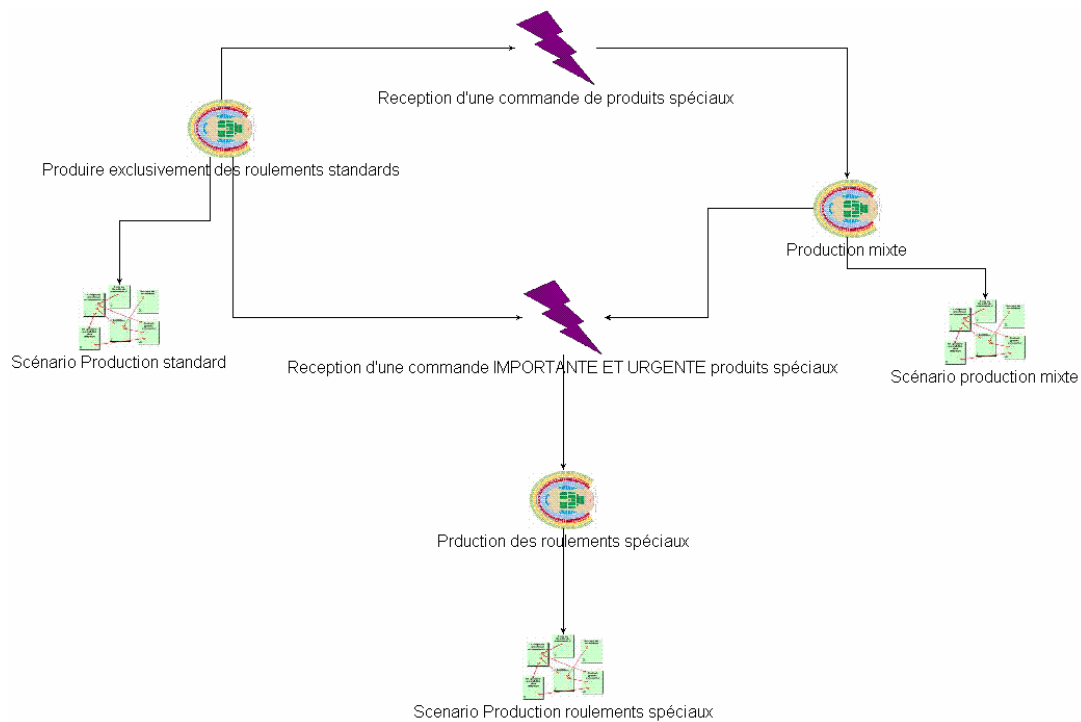 Reception d'une commande de produits spéciaux
Produire exclusivement des roulements standards
Production mixte
Scénario Production standard
Reception d'une commande IMPORTANTE ET URGENTE produits spéciaux
Scénario production mixte
Prduction des roulements spéciaux
Scenario Production roulements spéciaux